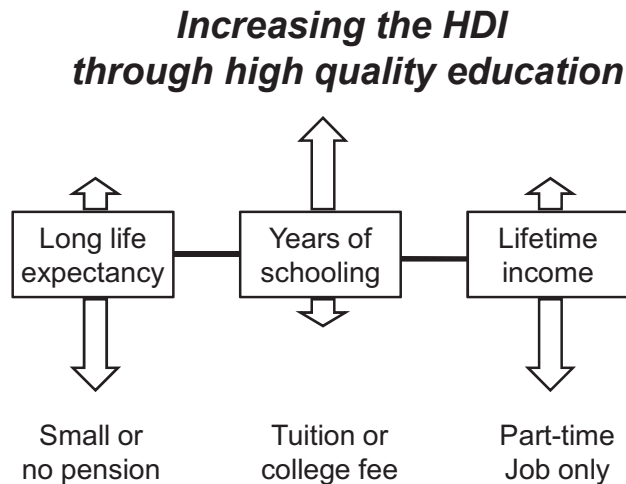 Increasing the HDI
through high quality education
Long life
expectancy
Years of
schooling
Lifetime
income
Small or
no pension
Tuition or
college fee
Part-time
Job only